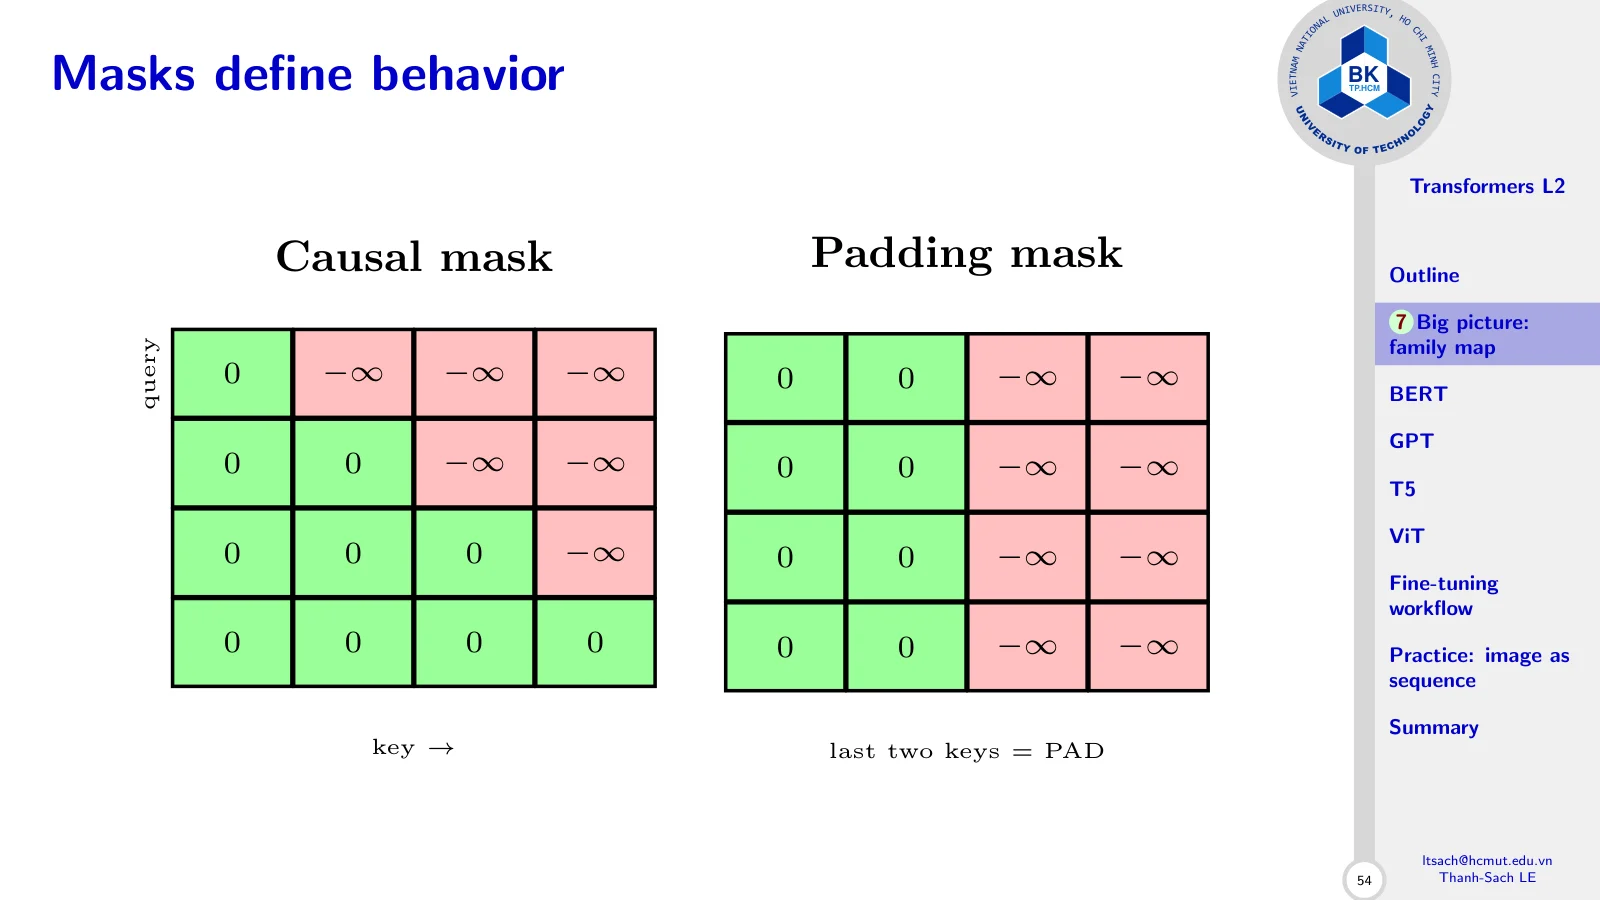 Masks define behavior
Causal mask
query
0 −∞ −∞ −∞
0 0 −∞ −∞
0 0 0 −∞
0 0 0 0
key →
Padding mask
0 0 −∞ −∞
0 0 −∞ −∞
0 0 −∞ −∞
0 0 −∞ −∞
last two keys = PAD
VIETNAM NATIONAL UNIVERSITY, HO CHI MINH CITY
BK
TP.HCM
UNIVERSITY OF TECHNOLOGY
Transformers L2
Outline
7 Big picture:
family map
BERT
GPT
T5
ViT
Fine-tuning
workflow
Practice: image as
sequence
Summary
ltsach@hcmut.edu.vn
Thanh-Sach LE
54